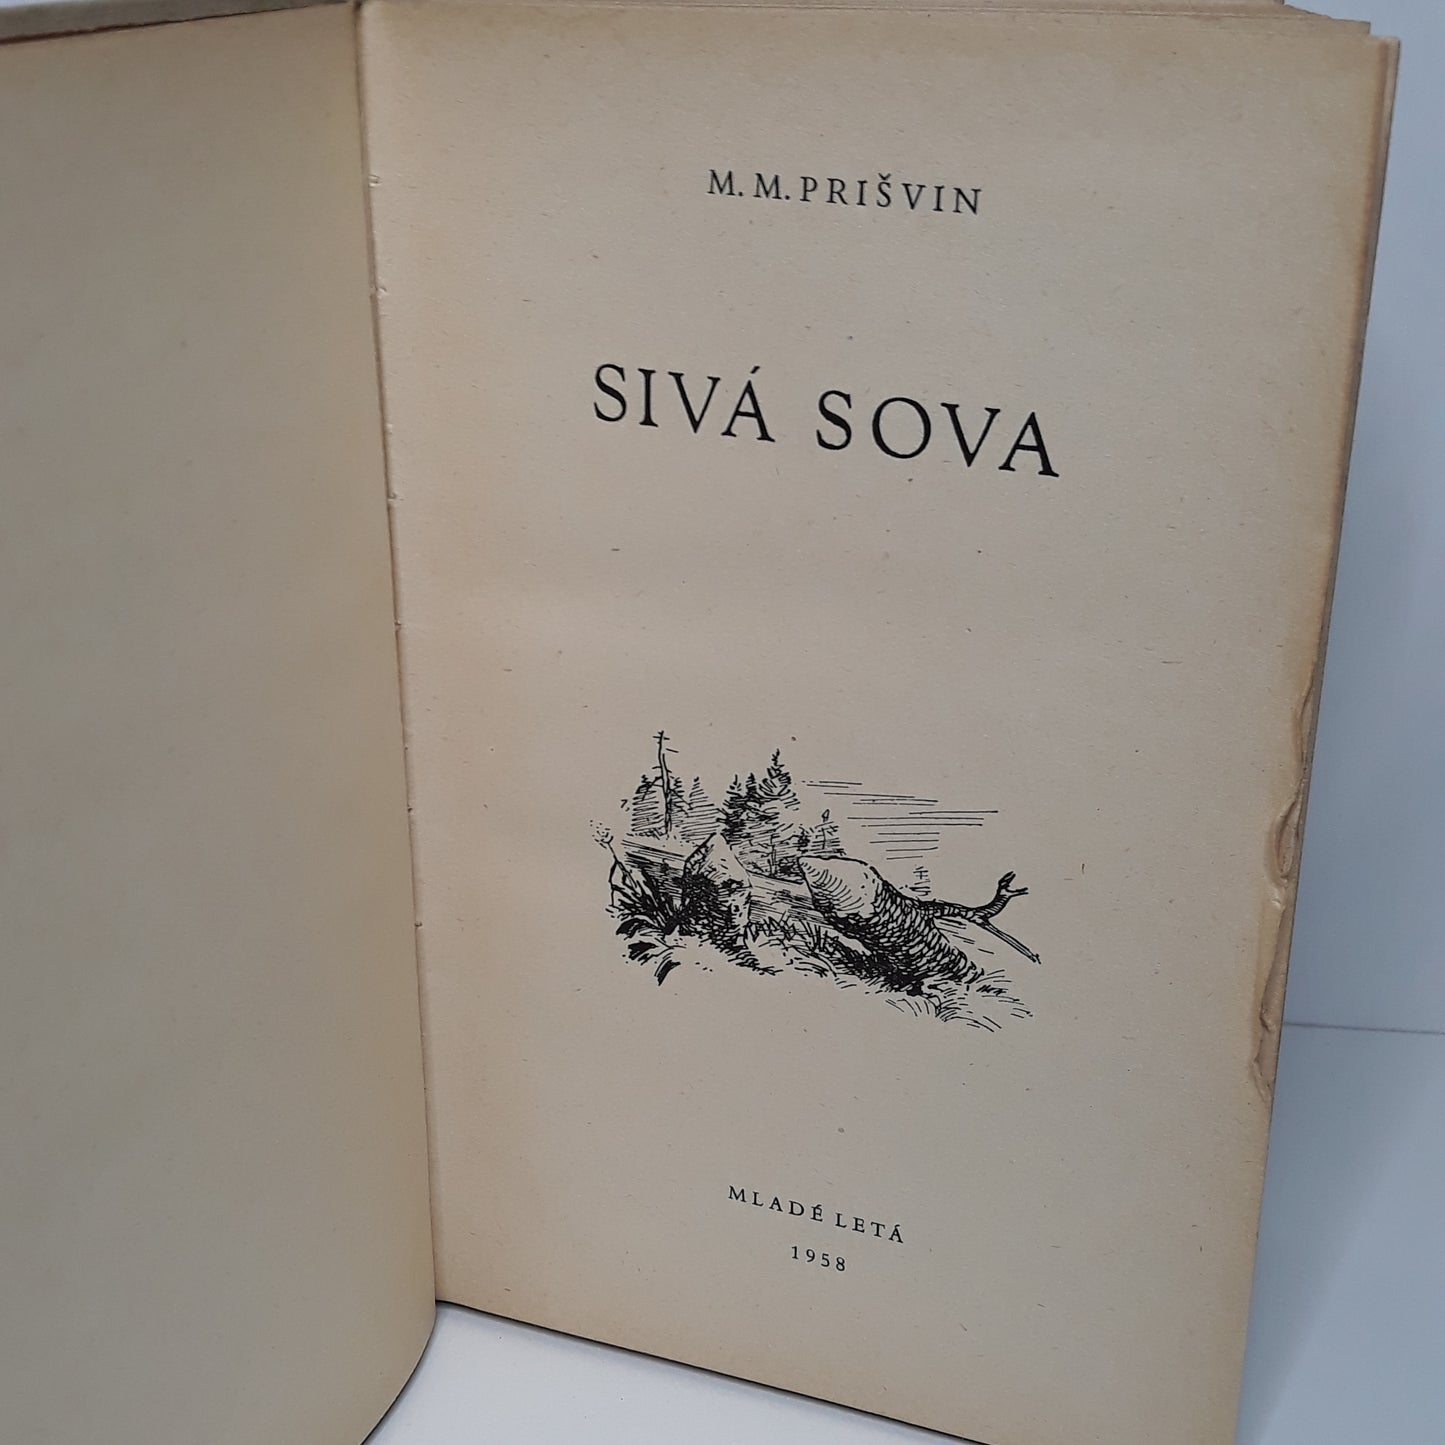 M. M. PRIŠVIN
SIVÁ SOVA
MLADÉ LETÁ
1958